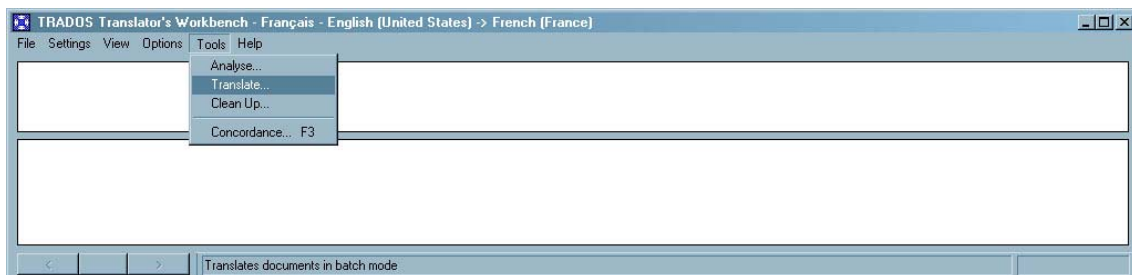 TRADOS Translator's Workbench - Français - English (United States) -> French (France)
File Settings View Options Tools Help
Analyse...
Translate...
Clean Up...
Concordance... F3
< >
Translates documents in batch mode